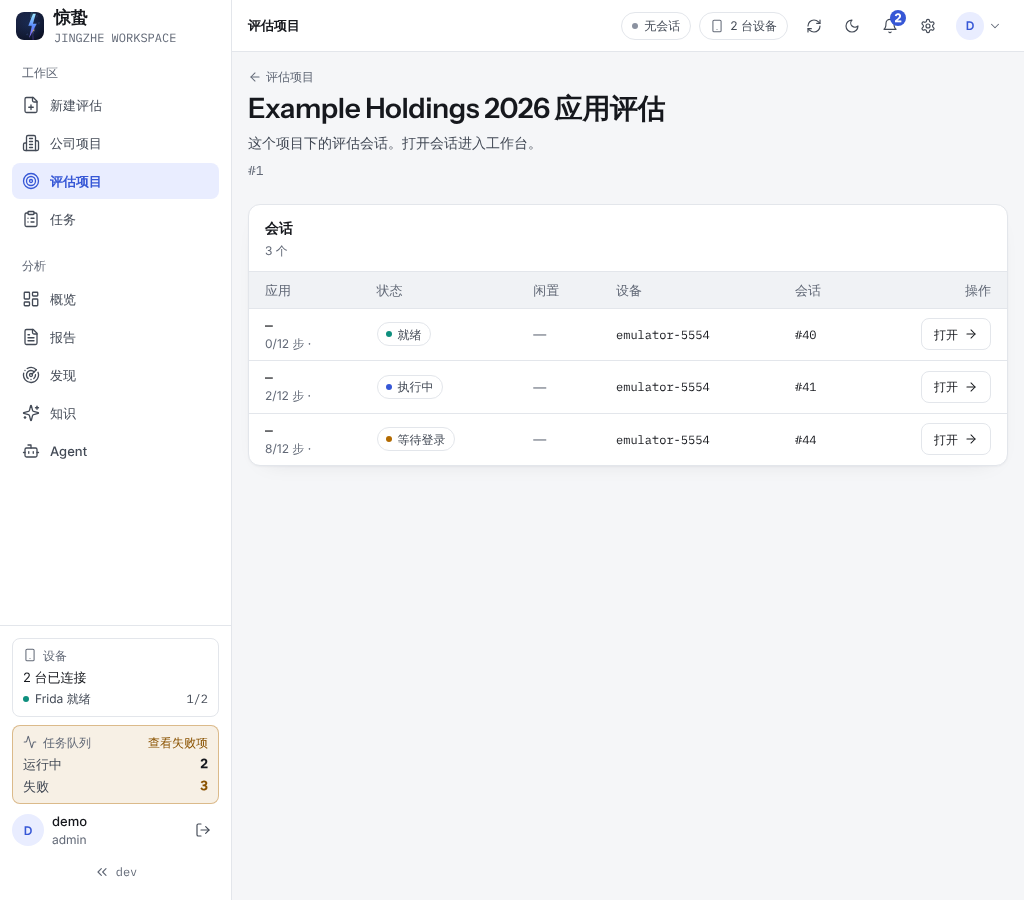 惊蛰
JINGZHE WORKSPACE
工作区
新建评估
公司项目
评估项目
任务
分析
概览
报告
发现
知识
Agent
设备
2 台已连接
Frida 就绪 1/2
任务队列 查看失败项
运行中 2
失败 3
D demo
admin
dev
评估项目 无会话 2 台设备 2 D
评估项目
Example Holdings 2026 应用评估
这个项目下的评估会话。打开会话进入工作台。
#1
会话
3 个
应用 状态 闲置 设备 会话 操作
–
0/12 步 · 就绪 — emulator-5554 #40 打开
–
2/12 步 · 执行中 — emulator-5554 #41 打开
–
8/12 步 · 等待登录 — emulator-5554 #44 打开